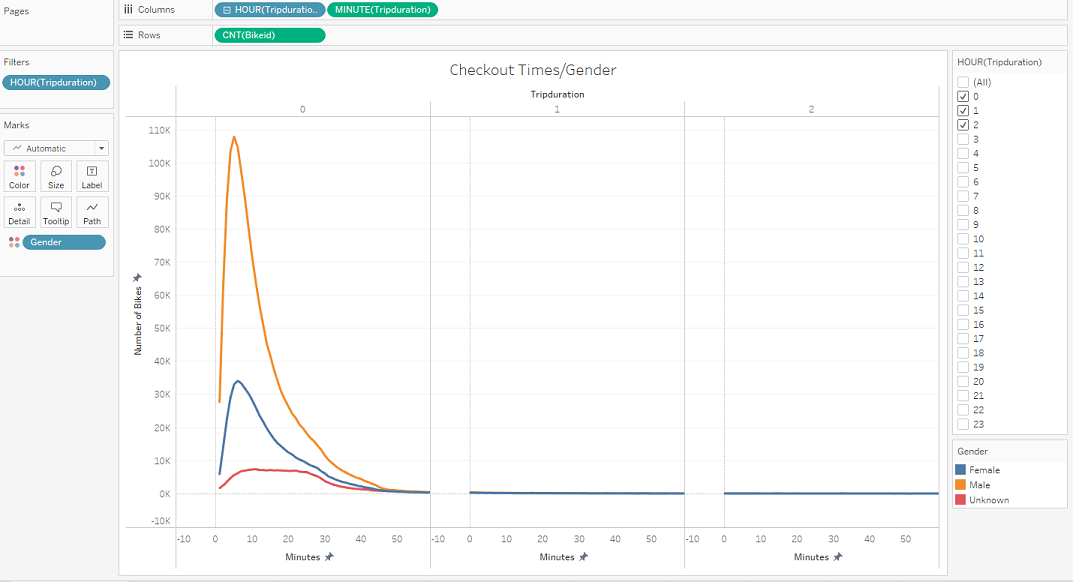 Pages
Columns
HOUR(Tripduratio..
MINUTE(Tripduration)
Rows
CNT(Bikeid)
Filters
HOUR(Tripduration)
Marks
Automatic
Color Size Label
Detail Tooltip Path
Gender
Checkout Times/Gender
Tripduration
0 1 2
110K
100K
90K
80K
70K
60K
50K
40K
30K
20K
10K
0K
-10K
Number of Bikes
-10 0 10 20 30 40 50 -10 0 10 20 30 40 50 -10 0 10 20 30 40 50
Minutes Minutes Minutes
HOUR(Tripduration)
(All)
0
1
2
3
4
5
6
7
8
9
10
11
12
13
14
15
16
17
18
19
20
21
22
23
Gender
Female
Male
Unknown